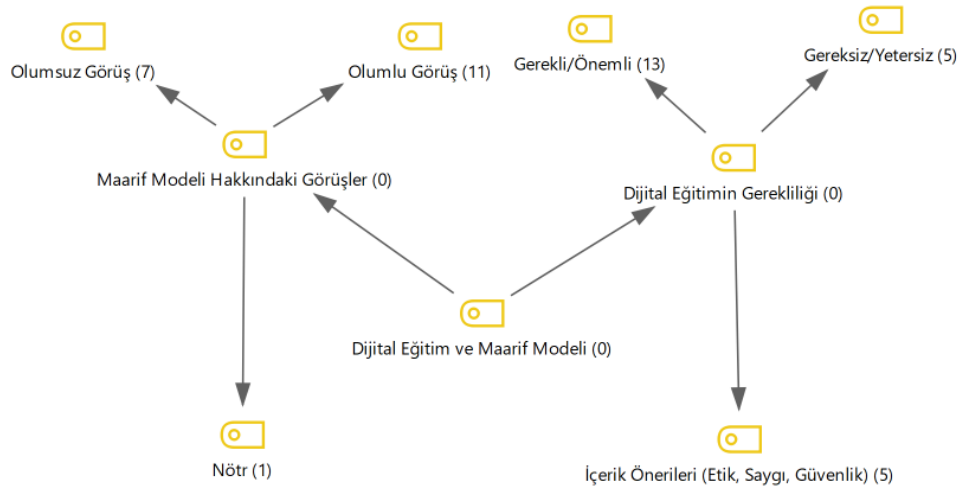 Olumsuz Görüş (7)
Olumlu Görüş (11)
Gerekli/Önemli (13)
Gereksiz/Yetersiz (5)
Maarif Modeli Hakkındaki Görüşler (0)
Dijital Eğitimin Gerekliliği (0)
Dijital Eğitim ve Maarif Modeli (0)
Nötr (1)
İçerik Önerileri (Etik, Saygı, Güvenlik) (5)